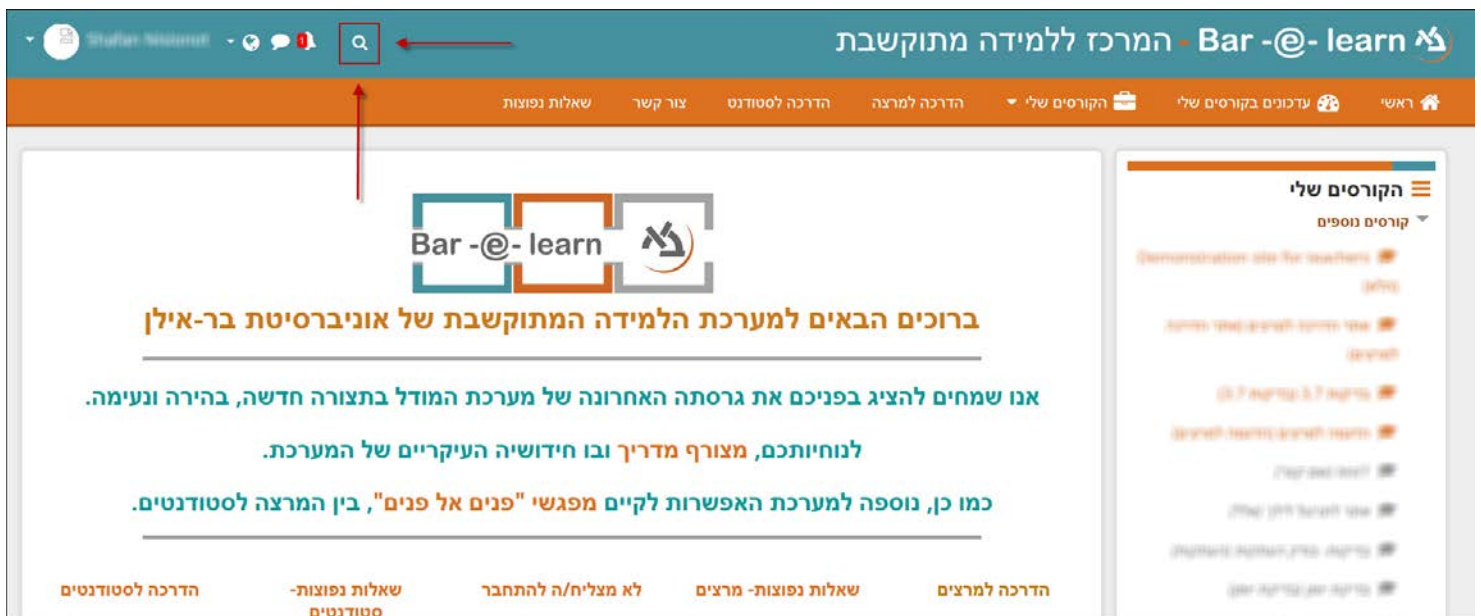 Bar -@- learn - המרכז ללמידה מתוקשבת
1
ראשי
עדכונים בקורסים שלי
הקורסים שלי
הדרכה למרצה
הדרכה לסטודנט
צור קשר
שאלות נפוצות
הקורסים שלי
קורסים נוספים
Bar -@- learn
ברוכים הבאים למערכת הלמידה המתוקשבת של אוניברסיטת בר-אילן
אנו שמחים להציג בפניכם את גרסתה האחרונה של מערכת המודל בתצורה חדשה, בהירה ונעימה.
לנוחיותכם, מצורף מדריך ובו חידושיה העיקריים של המערכת.
כמו כן, נוספה למערכת האפשרות לקיים מפגשי "פנים אל פנים", בין המרצה לסטודנטים.
הדרכה למרצים
שאלות נפוצות- מרצים
לא מצליח/ה להתחבר
שאלות נפוצות-
סטודנטים
הדרכה לסטודנטים